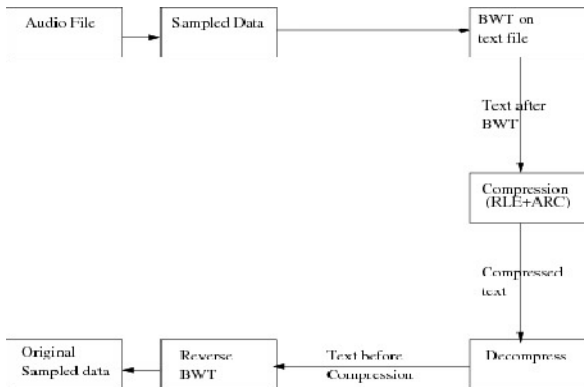 Audio File
Sampled Data
BWT on
text file
Text after
BWT
Compression
(RLE+ARC)
Compressed
text
Original
Sampled data
Reverse
BWT
Text before
Compression
Decompress